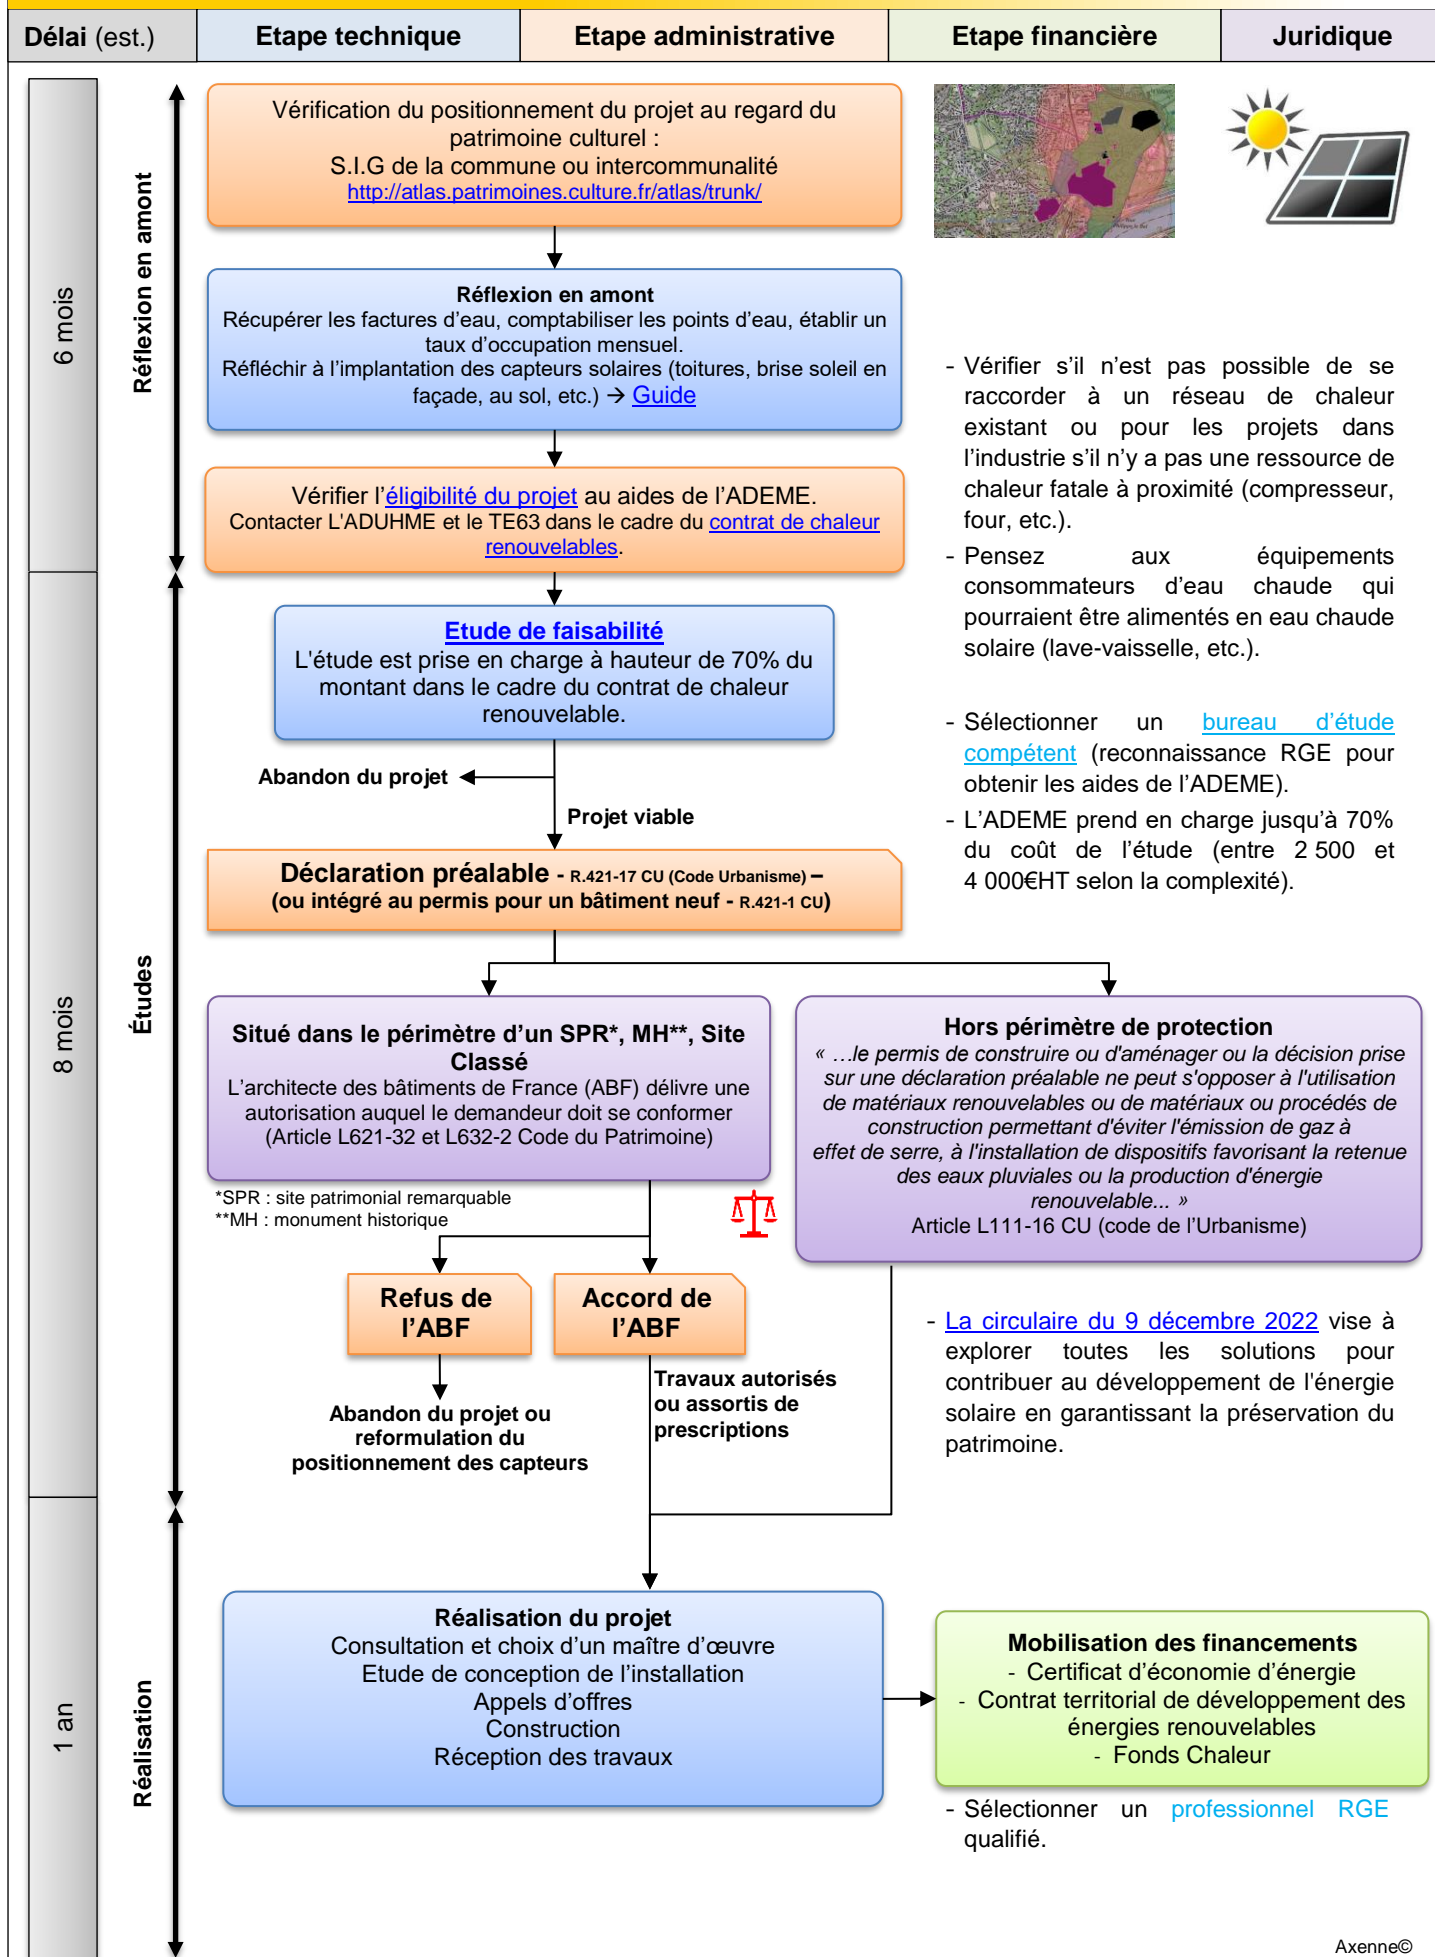 Délai (est.)
Etape technique
Etape administrative
Etape financière
Juridique
6 mois
Réflexion en amont
Vérification du positionnement du projet au regard du
patrimoine culturel :
S.I.G de la commune ou intercommunalité
http://atlas.patrimoines.culture.fr/atlas/trunk/
Réflexion en amont
Récupérer les factures d’eau, comptabiliser les points d’eau, établir un
taux d’occupation mensuel.
Réfléchir à l’implantation des capteurs solaires (toitures, brise soleil en
façade, au sol, etc.) → Guide
Vérifier l’éligibilité du projet au aides de l’ADEME.
Contacter L'ADUHME et le TE63 dans le cadre du contrat de chaleur
renouvelables.
- Vérifier s’il n’est pas possible de se
raccorder à un réseau de chaleur
existant ou pour les projets dans
l’industrie s’il n’y a pas une ressource de
chaleur fatale à proximité (compresseur,
four, etc.).
- Pensez aux équipements
consommateurs d’eau chaude qui
pourraient être alimentés en eau chaude
solaire (lave-vaisselle, etc.).
8 mois
Études
Etude de faisabilité
L'étude est prise en charge à hauteur de 70% du
montant dans le cadre du contrat de chaleur
renouvelable.
Abandon du projet
Projet viable
- Sélectionner un bureau d’étude
compétent (reconnaissance RGE pour
obtenir les aides de l’ADEME).
- L’ADEME prend en charge jusqu’à 70%
du coût de l’étude (entre 2 500 et
4 000€HT selon la complexité).
Déclaration préalable - R.421-17 CU (Code Urbanisme) –
(ou intégré au permis pour un bâtiment neuf - R.421-1 CU)
Situé dans le périmètre d’un SPR*, MH**, Site
Classé
L’architecte des bâtiments de France (ABF) délivre une
autorisation auquel le demandeur doit se conformer
(Article L621-32 et L632-2 Code du Patrimoine)
*SPR : site patrimonial remarquable
**MH : monument historique
Hors périmètre de protection
« …le permis de construire ou d'aménager ou la décision prise
sur une déclaration préalable ne peut s'opposer à l'utilisation
de matériaux renouvelables ou de matériaux ou procédés de
construction permettant d'éviter l'émission de gaz à
effet de serre, à l'installation de dispositifs favorisant la retenue
des eaux pluviales ou la production d'énergie
renouvelable... »
Article L111-16 CU (code de l’Urbanisme)
Refus de
l’ABF
Accord de
l’ABF
Abandon du projet ou
reformulation du
positionnement des capteurs
Travaux autorisés
ou assortis de
prescriptions
- La circulaire du 9 décembre 2022 vise à
explorer toutes les solutions pour
contribuer au développement de l'énergie
solaire en garantissant la préservation du
patrimoine.
1 an
Réalisation
Réalisation du projet
Consultation et choix d’un maître d’œuvre
Etude de conception de l’installation
Appels d’offres
Construction
Réception des travaux
Mobilisation des financements
- Certificat d’économie d’énergie
- Contrat territorial de développement des
énergies renouvelables
- Fonds Chaleur
- Sélectionner un professionnel RGE
qualifié.
Axenne©